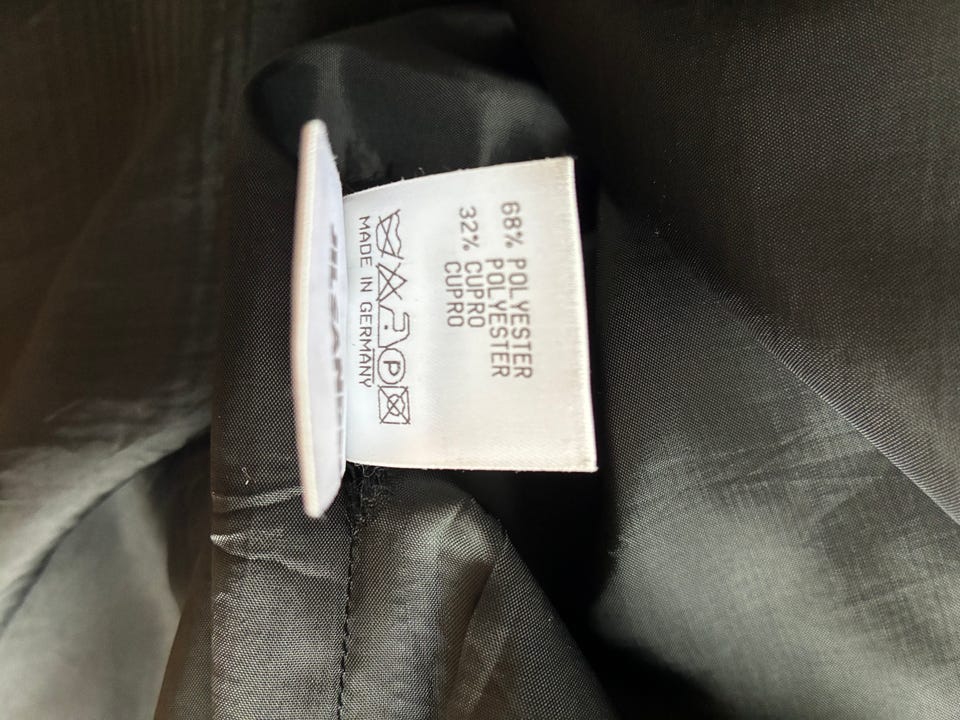 68% POLYESTER
POLYESTER
32% CUPRO
CUPRO
P
MADE IN GERMANY